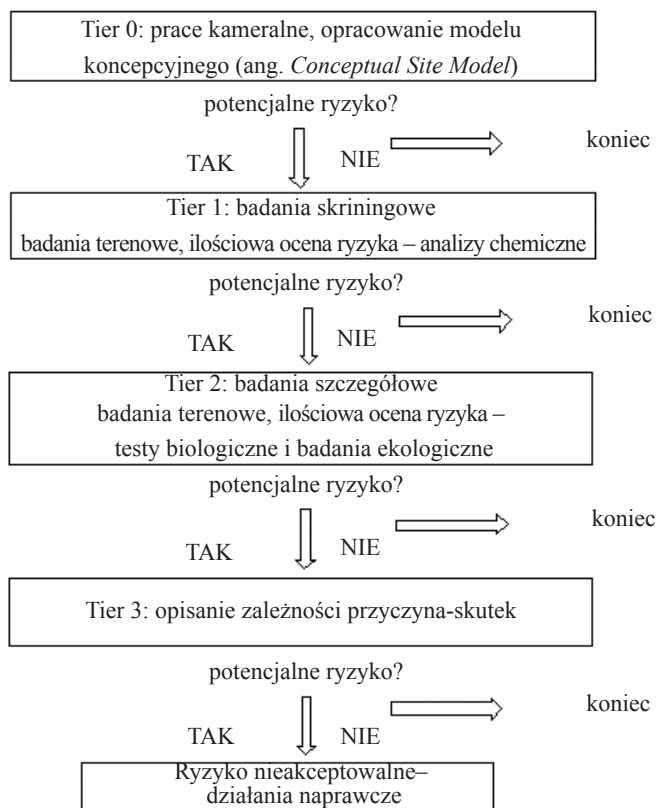 Tier 0: prace kameralne, opracowanie modelu
koncepcyjnego (ang. Conceptual Site Model)
potencjalne ryzyko?
TAK NIE koniec
Tier 1: badania skriningowe
badania terenowe, ilościowa ocena ryzyka – analizy chemiczne
potencjalne ryzyko?
TAK NIE koniec
Tier 2: badania szczegółowe
badania terenowe, ilościowa ocena ryzyka –
testy biologiczne i badania ekologiczne
potencjalne ryzyko?
TAK NIE koniec
Tier 3: opisanie zależności przyczyna-skutek
potencjalne ryzyko?
TAK NIE koniec
Ryzyko nieakceptowalne–
działania naprawcze